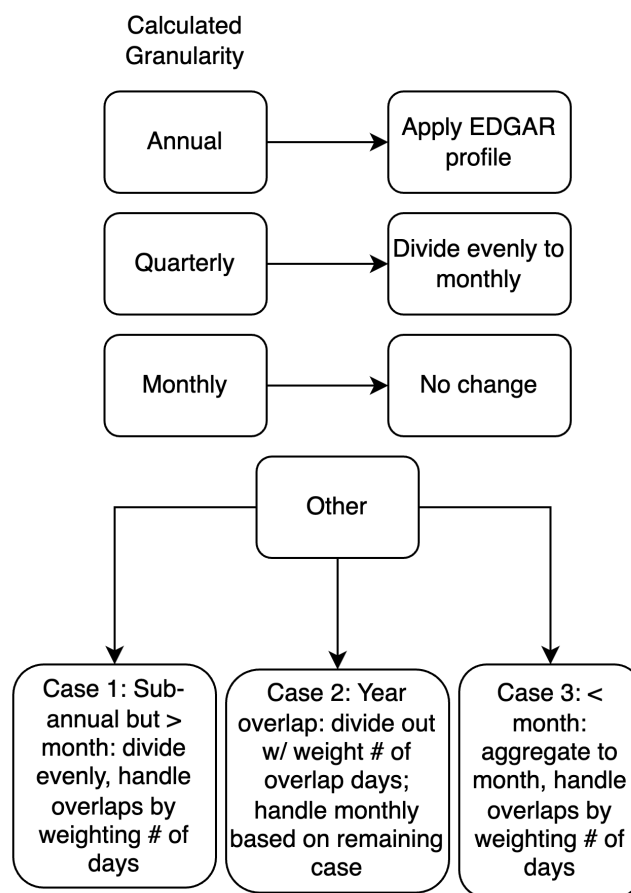 Calculated
Granularity
Annual
Apply EDGAR
profile
Quarterly
Divide evenly to
monthly
Monthly
No change
Other
Case 1: Sub-
annual but >
month: divide
evenly, handle
overlaps by
weighting # of
days
Case 2: Year
overlap: divide out
w/ weight # of
overlap days;
handle monthly
based on remaining
case
Case 3: <
month:
aggregate to
month, handle
overlaps by
weighting # of
days